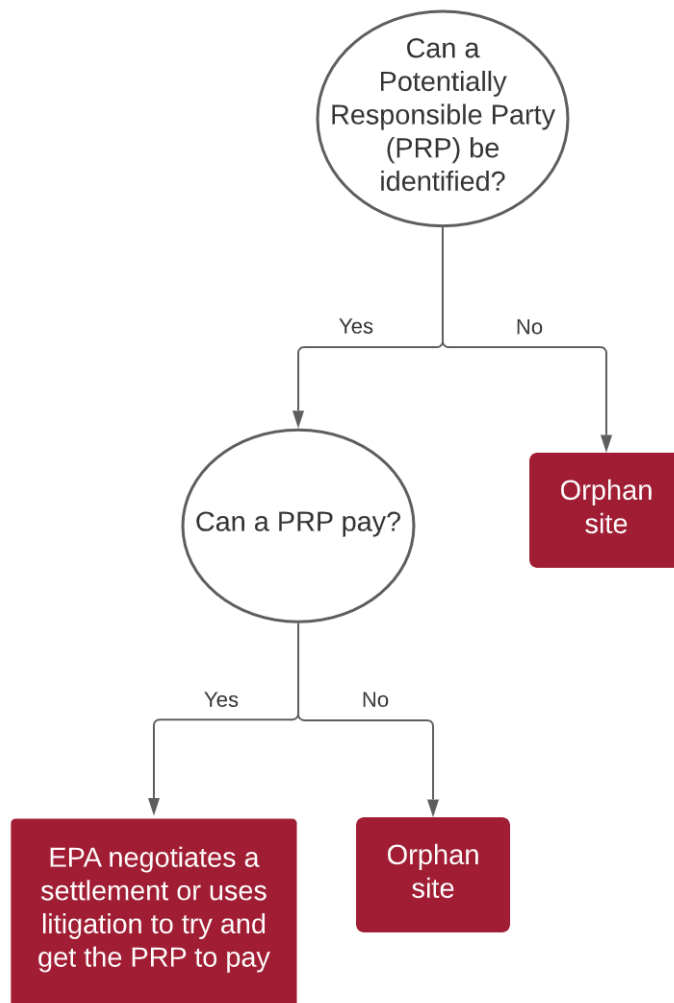 Can a
Potentially
Responsible Party
(PRP) be
identified?
Yes
No
Can a PRP pay?
Orphan
site
Yes
No
EPA negotiates a
settlement or uses
litigation to try and
get the PRP to pay
Orphan
site